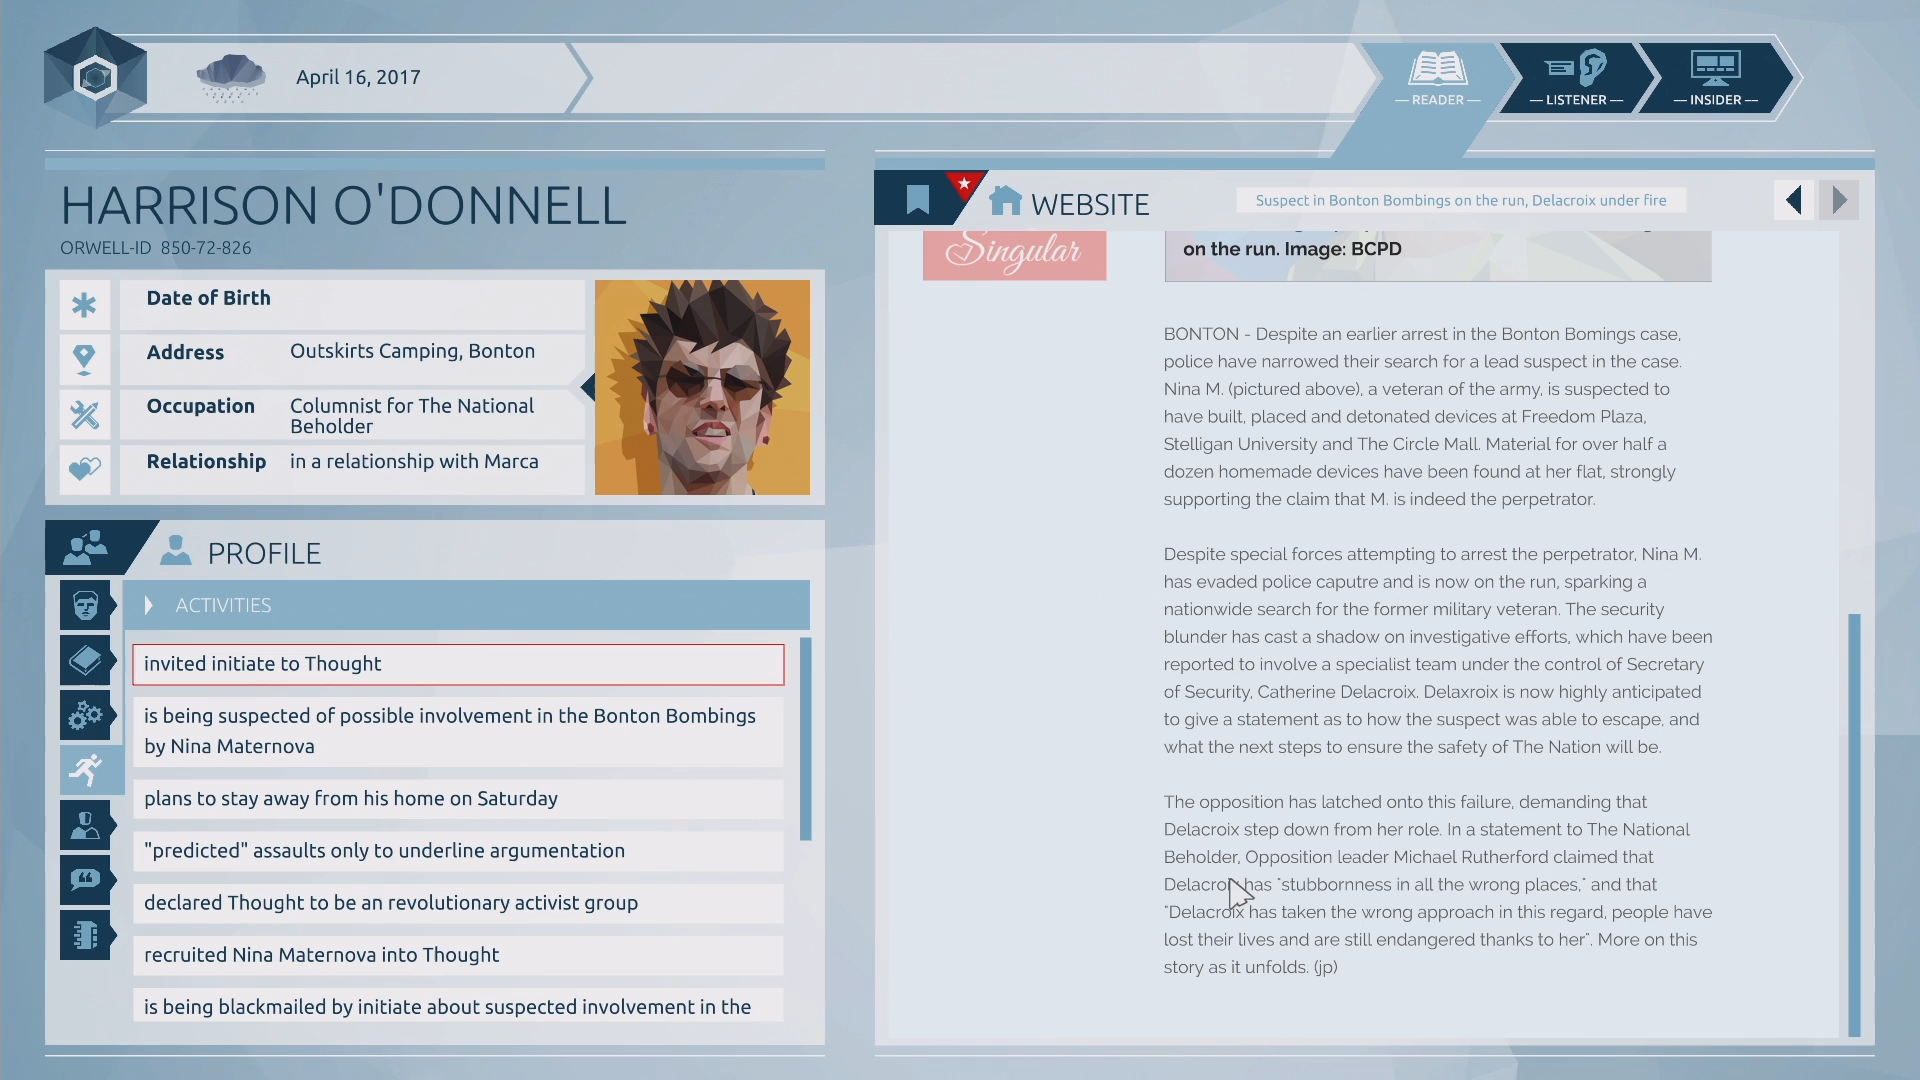 April 16, 2017
READER
LISTENER
INSIDER
HARRISON O'DONNELL
ORWELL-ID 850-72-826
Date of Birth
Address Outskirts Camping, Bonton
Occupation Columnist for The National
Beholder
Relationship in a relationship with Marca
PROFILE
ACTIVITIES
invited initiate to Thought
is being suspected of possible involvement in the Bonton Bombings
by Nina Maternova
plans to stay away from his home on Saturday
"predicted" assaults only to underline argumentation
declared Thought to be an revolutionary activist group
recruited Nina Maternova into Thought
is being blackmailed by initiate about suspected involvement in the
WEBSITE
Suspect in Bonton Bombings on the run, Delacroix under fire
Singular
on the run. Image: BCPD
BONTON - Despite an earlier arrest in the Bonton Bomings case,
police have narrowed their search for a lead suspect in the case.
Nina M. (pictured above), a veteran of the army, is suspected to
have built, placed and detonated devices at Freedom Plaza,
Stelligan University and The Circle Mall. Material for over half a
dozen homemade devices have been found at her flat, strongly
supporting the claim that M. is indeed the perpetrator.
Despite special forces attempting to arrest the perpetrator, Nina M.
has evaded police caputre and is now on the run, sparking a
nationwide search for the former military veteran. The security
blunder has cast a shadow on investigative efforts, which have been
reported to involve a specialist team under the control of Secretary
of Security, Catherine Delacroix. Delaxroix is now highly anticipated
to give a statement as to how the suspect was able to escape, and
what the next steps to ensure the safety of The Nation will be.
The opposition has latched onto this failure, demanding that
Delacroix step down from her role. In a statement to The National
Beholder, Opposition leader Michael Rutherford claimed that
Delacroix has "stubbornness in all the wrong places," and that
"Delacroix has taken the wrong approach in this regard, people have
lost their lives and are still endangered thanks to her". More on this
story as it unfolds. (jp)